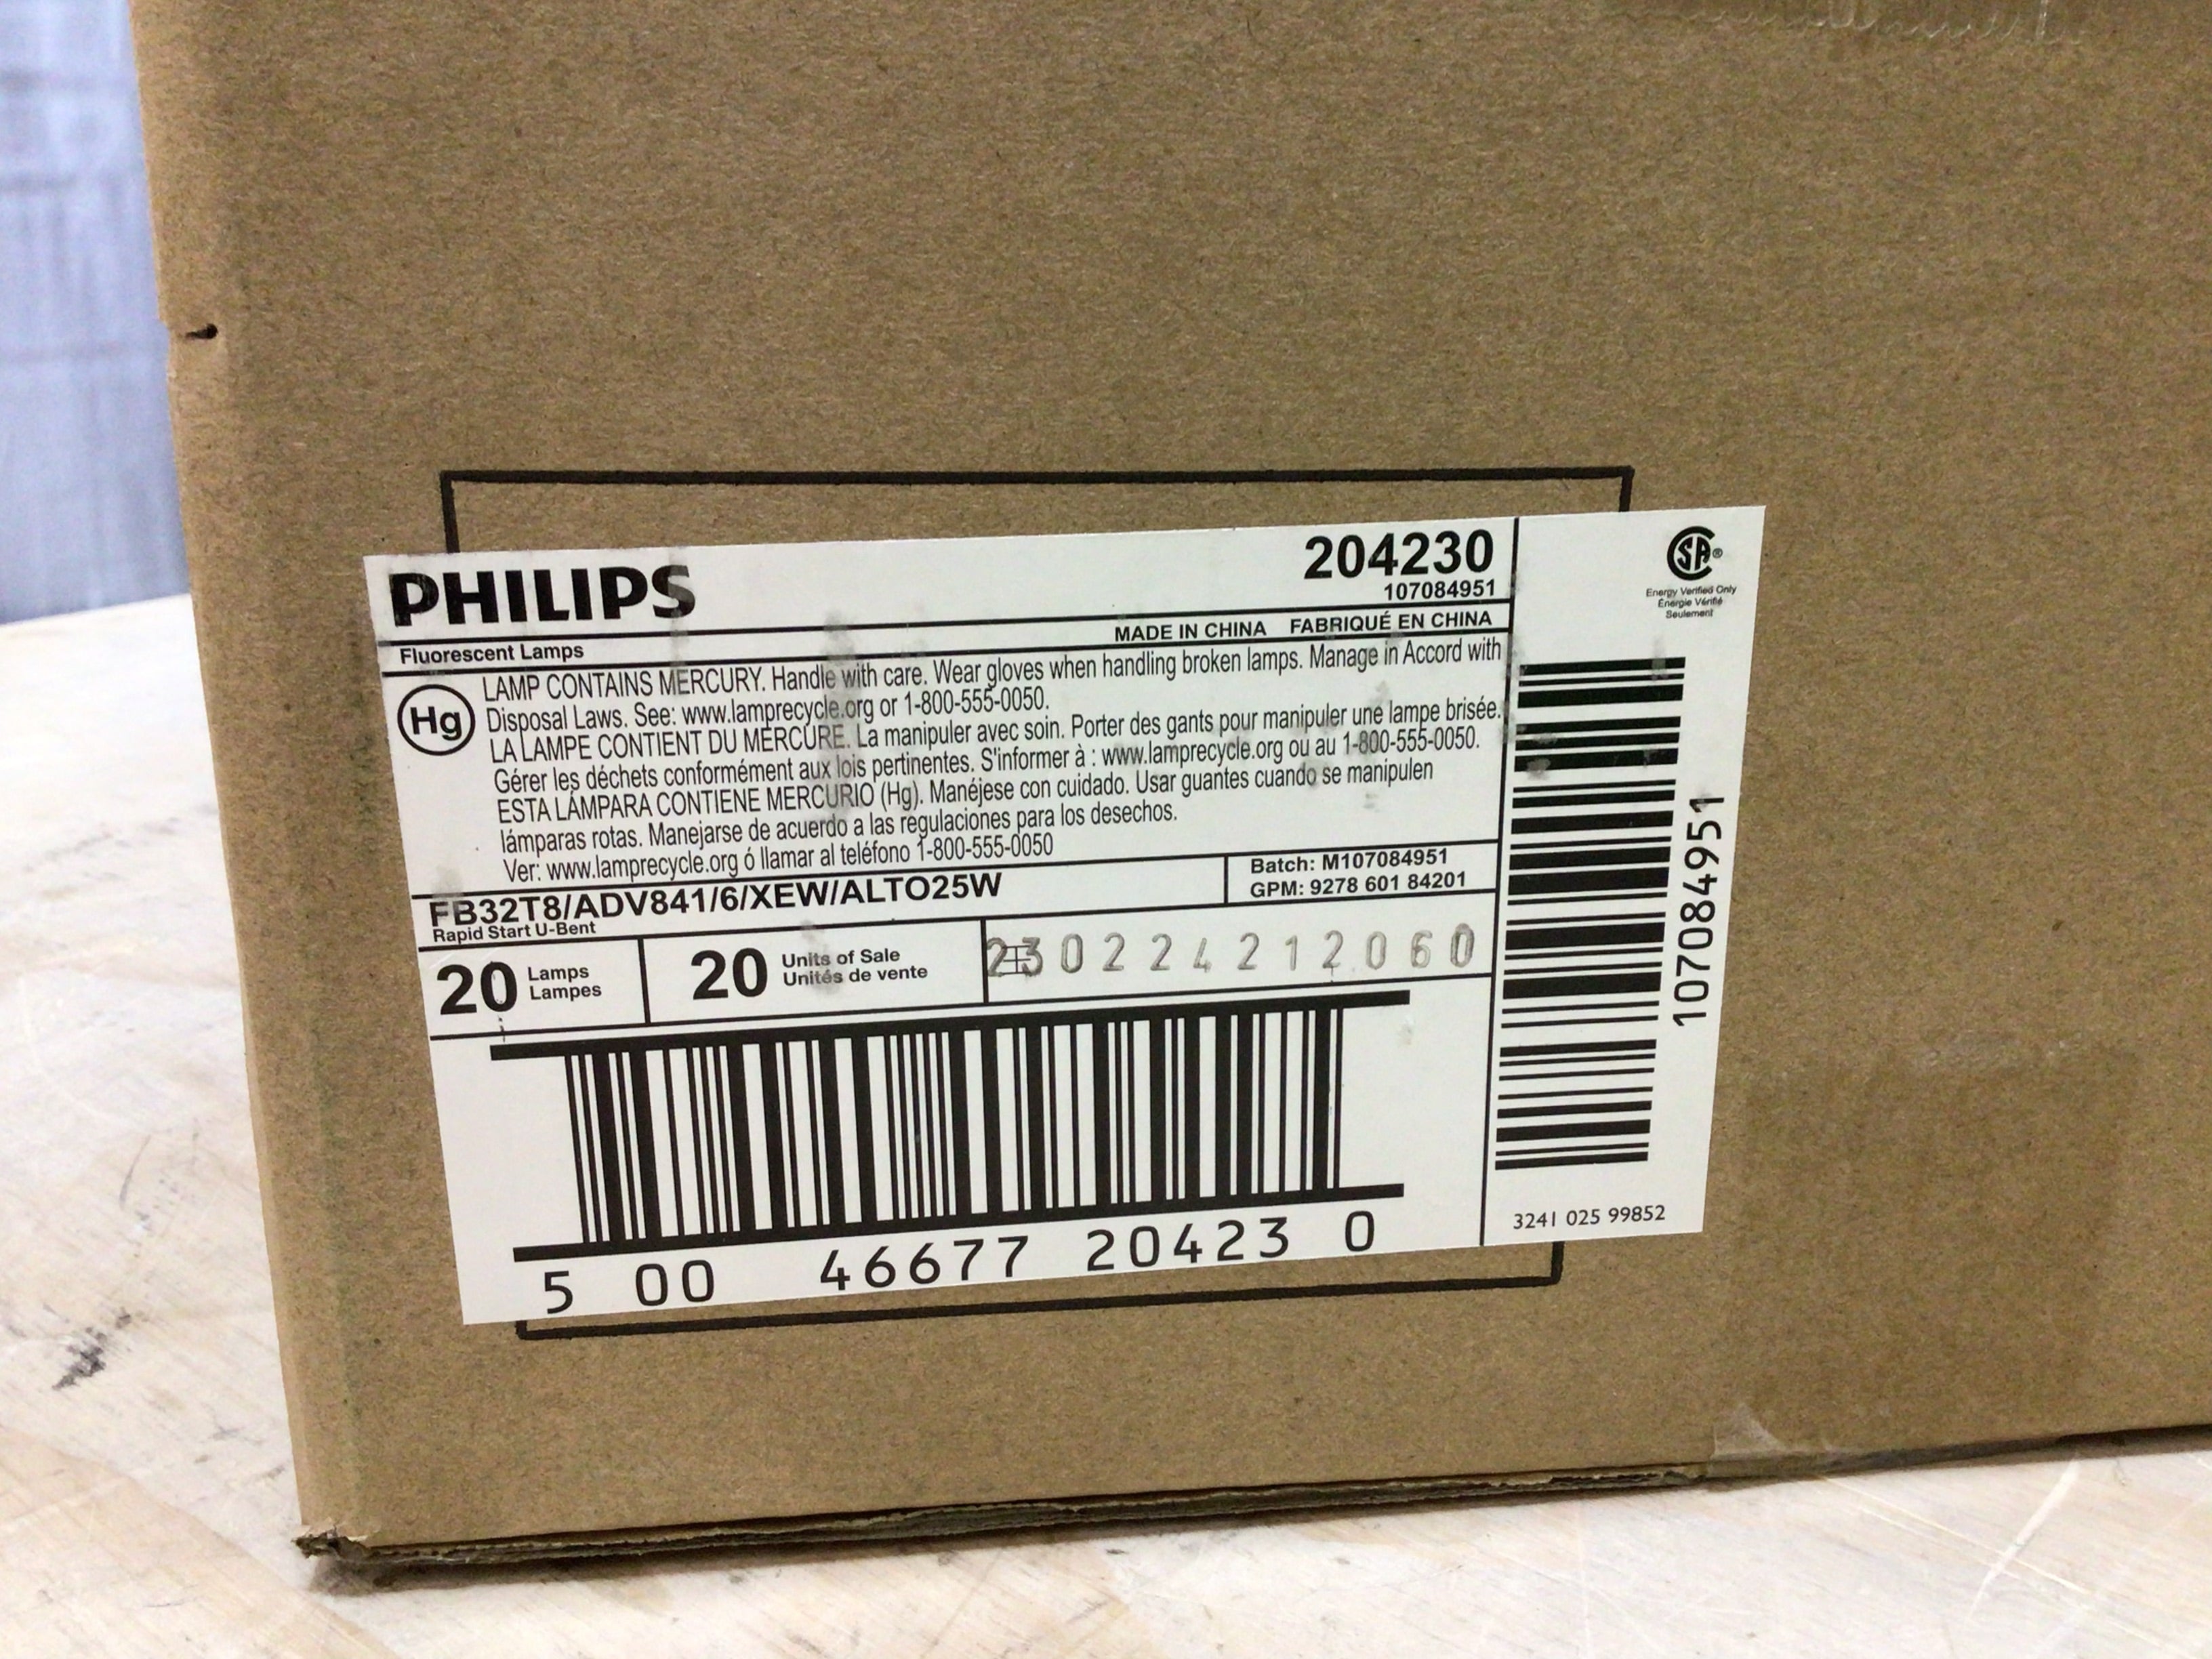 PHILIPS
204230
107084951
Fluorescent Lamps
MADE IN CHINA FABRIQUÉ EN CHINA
Hg
LAMP CONTAINS MERCURY. Handle with care. Wear gloves when handling broken lamps. Manage in Accord with
Disposal Laws. See: www.lamprecycle.org or 1-800-555-0050.
LA LAMPE CONTIENT DU MERCURE. La manipuler avec soin. Porter des gants pour manipuler une lampe brisée.
Gérer les déchets conformément aux lois pertinentes. S'informer à : www.lamprecycle.org ou au 1-800-555-0050.
ESTA LÁMPARA CONTIENE MERCURIO (Hg). Manéjese con cuidado. Usar guantes cuando se manipulen
lámparas rotas. Manejarse de acuerdo a las regulaciones para los desechos.
Ver: www.lamprecycle.org ó llamar al teléfono 1-800-555-0050
FB32T8/ADV841/6/XEW/ALTO25W
Rapid Start U-Bent
Batch: M107084951
GPM: 9278 601 84201
20 Lamps
Lampes
20 Units of Sale
Unités de vente
230224212060
5 00 46677 20423 0
CSA®
Energy Verified Only
Énergie Vérifié
Seulement
107084951
3241 025 99852